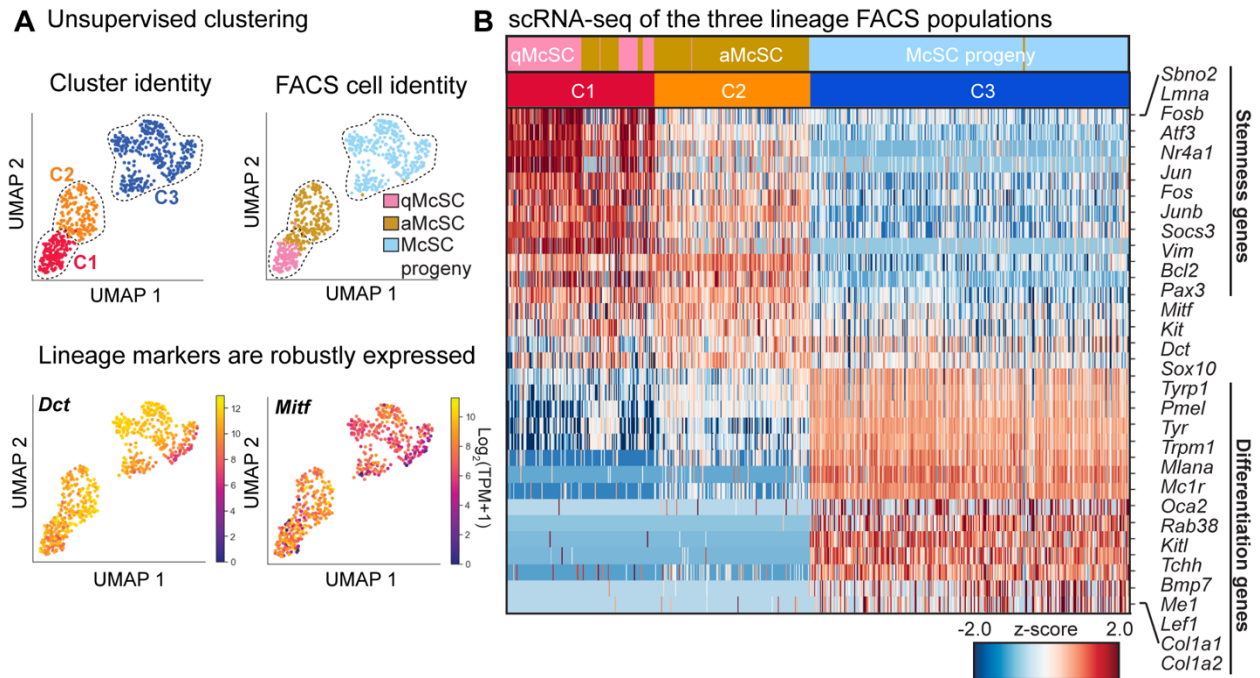 A Unsupervised clustering
Cluster identity
FACS cell identity
UMAP 2
C2
C3
C1
UMAP 1
UMAP 2
qMcSC
aMcSC
McSC
progeny
UMAP 1
Lineage markers are robustly expressed
UMAP 2
Dct
12
10
8
6
4
2
0
UMAP 1
UMAP 2
Mitf
10
8
6
4
2
0
Log2(TPM+1)
UMAP 1
B scRNA-seq of the three lineage FACS populations
qMcSC aMcSC McSC progeny
C1 C2 C3
Sbno2
Lmna
Fosb
Atf3
Nr4a1
Jun
Fos
Junb
Socs3
Vim
Bcl2
Pax3
Mitf
Kit
Dct
Sox10
Tyrp1
Pmel
Tyr
Trpm1
Mlana
Mc1r
Oca2
Rab38
Kitl
Tchh
Bmp7
Me1
Lef1
Col1a1
Col1a2
Stemness genes
Differentiation genes
-2.0 z-score 2.0